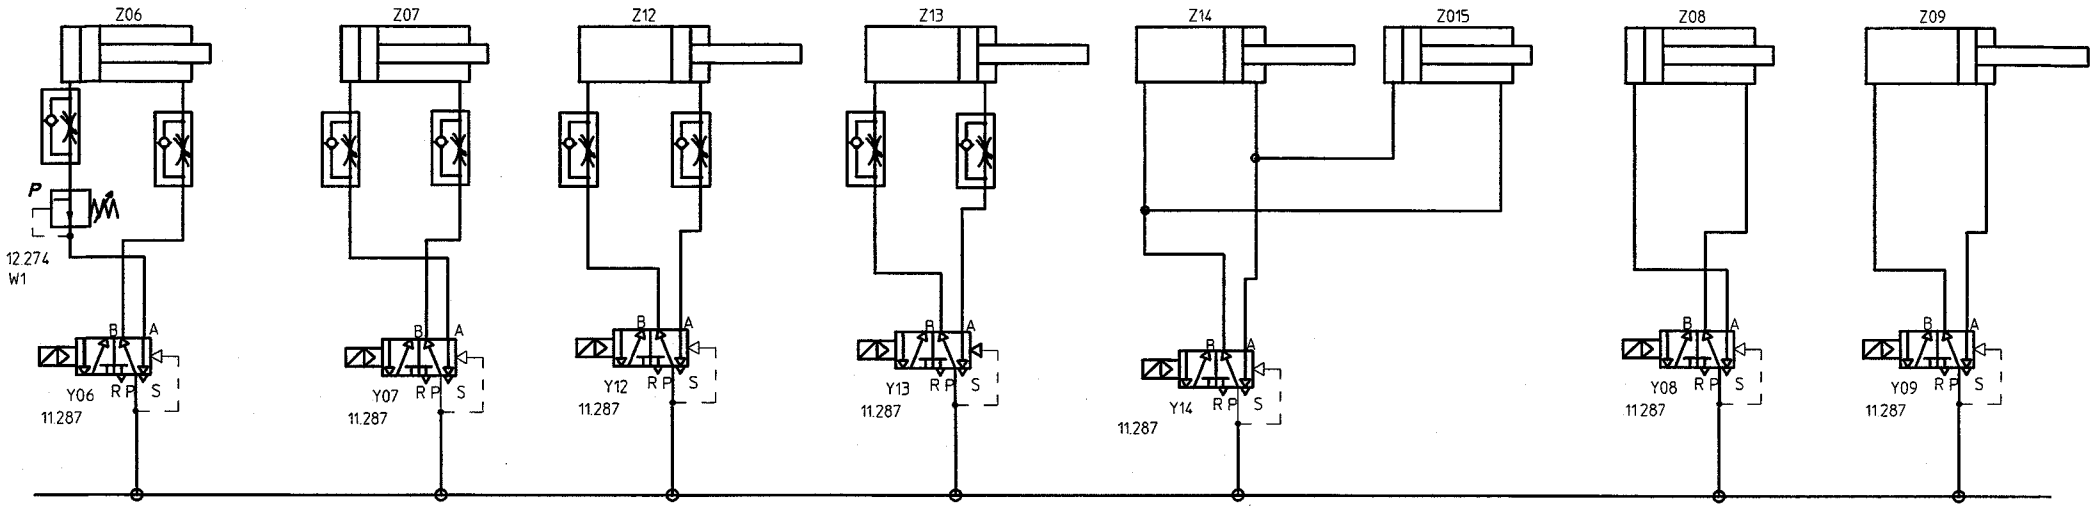 Z06 Z07 Z12 Z13 Z14 Z015 Z08 Z09
P
12.274
W1
B A B A B A B A B A B A B A
R P S R P S R P S R P S R P S R P S R P S
Y06 Y07 Y12 Y13 Y14 Y08 Y09
11.287 11.287 11.287 11.287 11.287 11.287 11.287